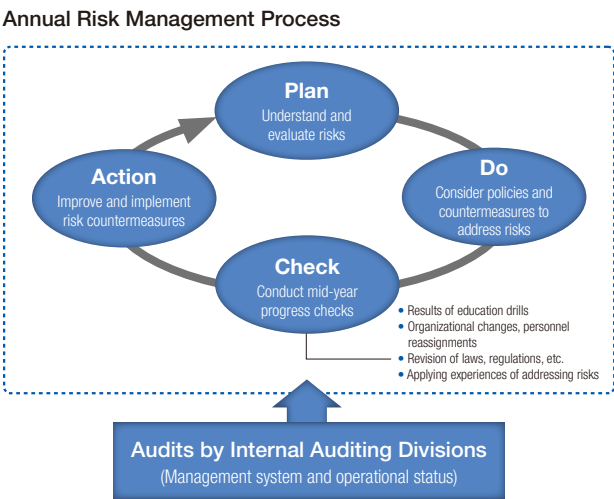 Annual Risk Management Process
Plan
Understand and
evaluate risks
Do
Consider policies and
countermeasures to
address risks
Action
Improve and implement
risk countermeasures
Check
Conduct mid-year
progress checks
• Results of education drills
• Organizational changes, personnel
reassignments
• Revision of laws, regulations, etc.
• Applying experiences of addressing risks
Audits by Internal Auditing Divisions
(Management system and operational status)